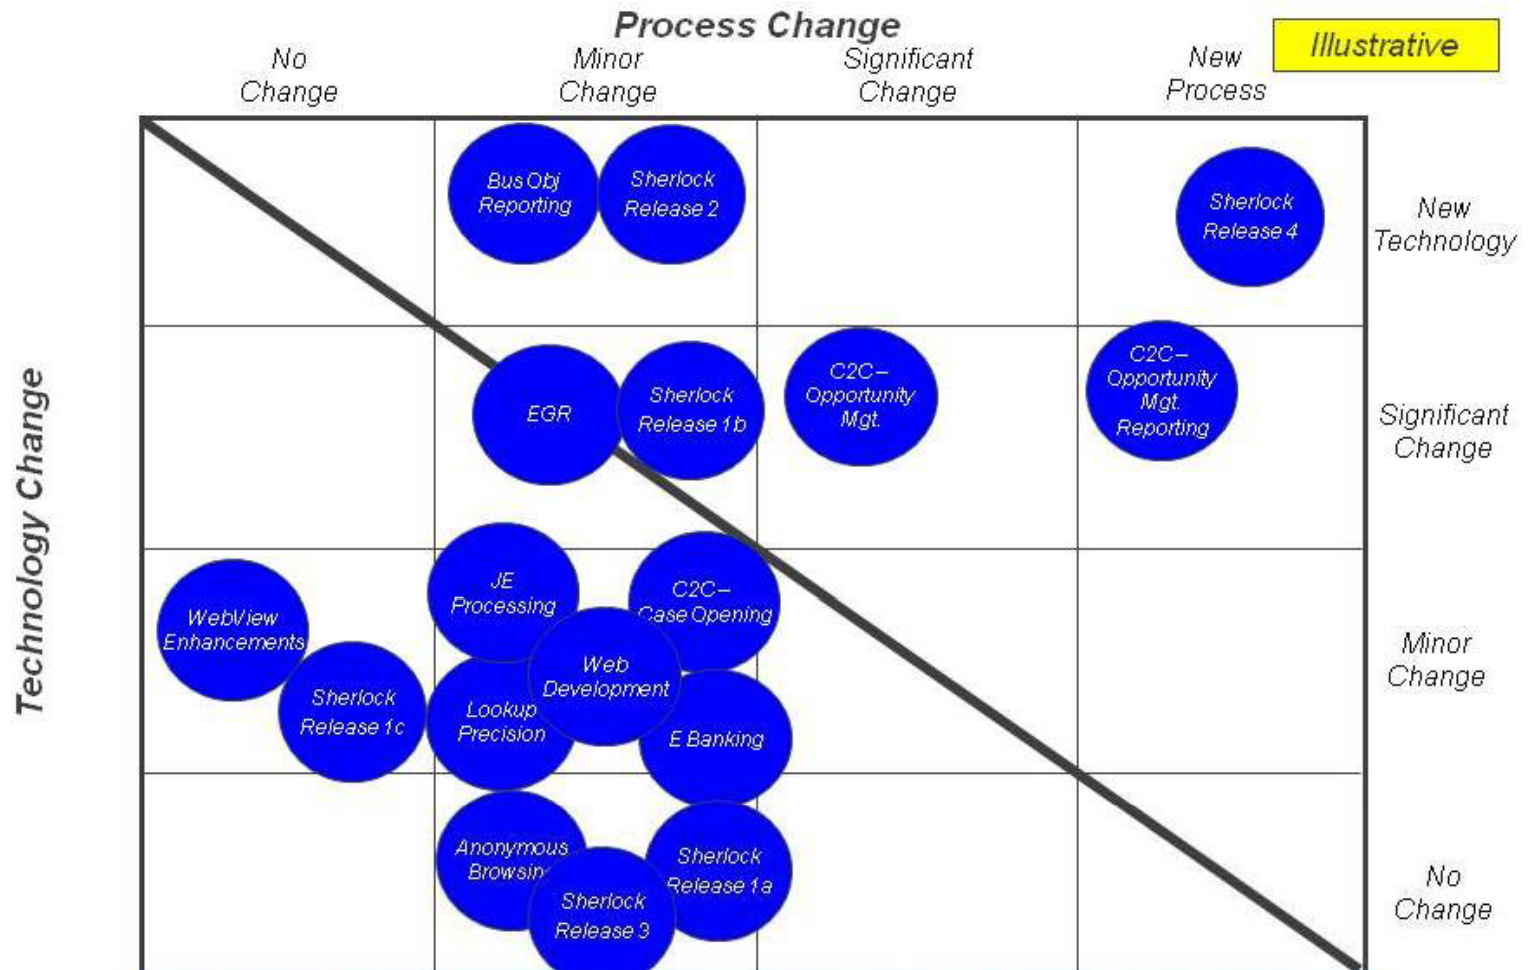 Process Change
Illustrative
No
Change
Minor
Change
Significant
Change
New
Process
Technology Change
Bus Obj
Reporting
Sherlock
Release 2
Sherlock
Release 4
New
Technology
EGR
Sherlock
Release 1b
C2C–
Opportunity
Mgt.
C2C–
Opportunity
Mgt.
Reporting
Significant
Change
WebView
Enhancements
Sherlock
Release 1c
JE
Processing
C2C–
Case Opening
Web
Development
Lookup
Precision
E Banking
Minor
Change
Anonymous
Browsing
Sherlock
Release 3
Sherlock
Release 1a
No
Change